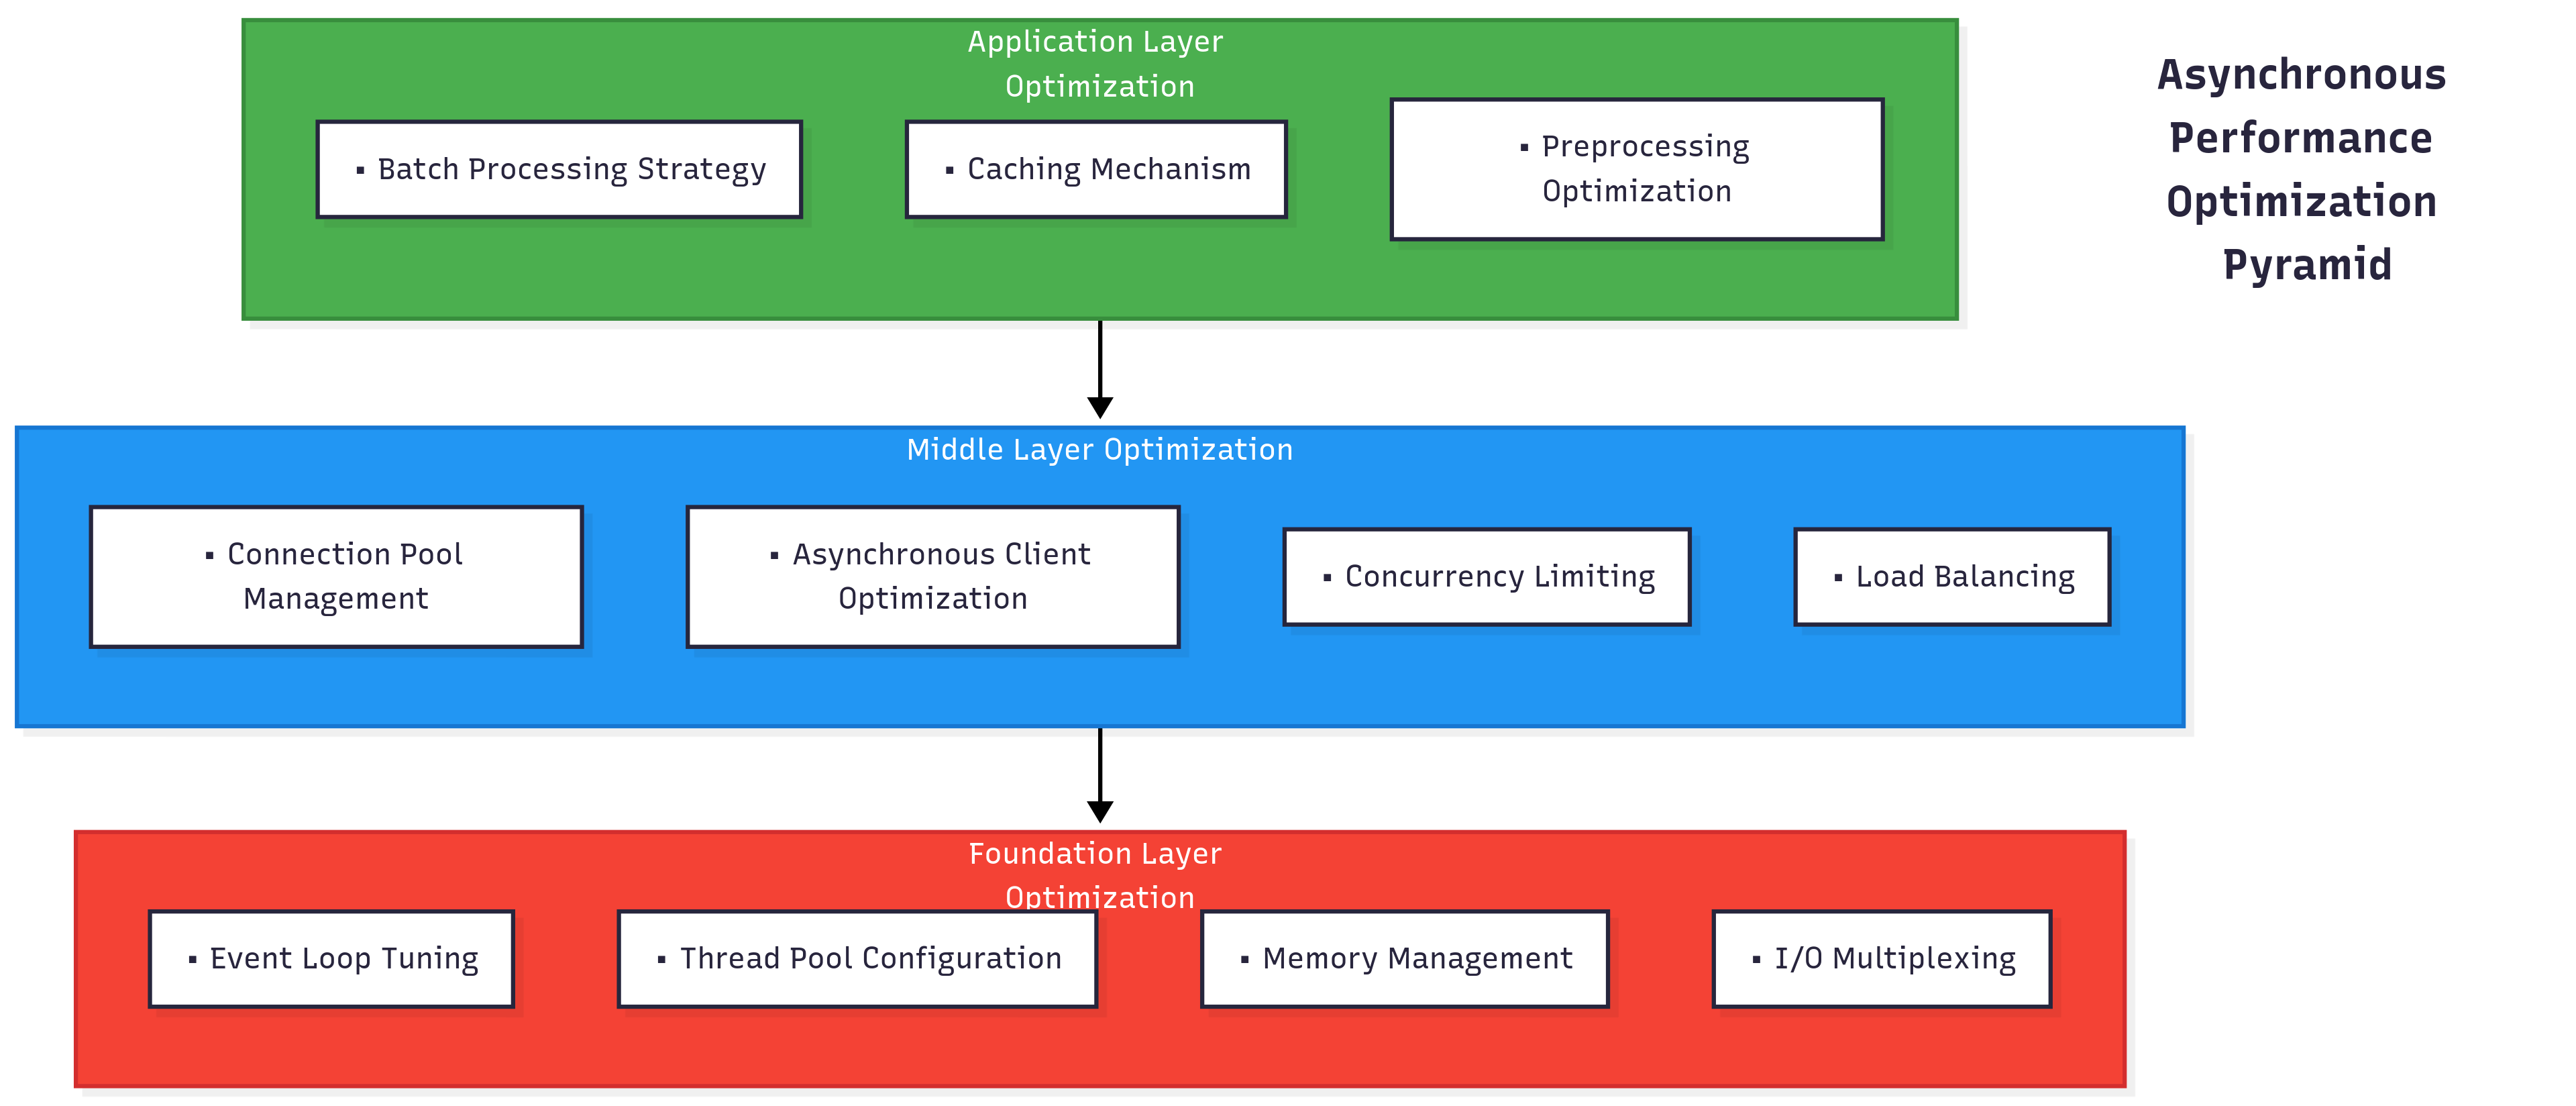 Application Layer
Optimization
▪ Batch Processing Strategy
▪ Caching Mechanism
▪ Preprocessing
Optimization
Asynchronous
Performance
Optimization
Pyramid
Middle Layer Optimization
▪ Connection Pool
Management
▪ Asynchronous Client
Optimization
▪ Concurrency Limiting
▪ Load Balancing
Foundation Layer
Optimization
▪ Event Loop Tuning
▪ Thread Pool Configuration
▪ Memory Management
▪ I/O Multiplexing